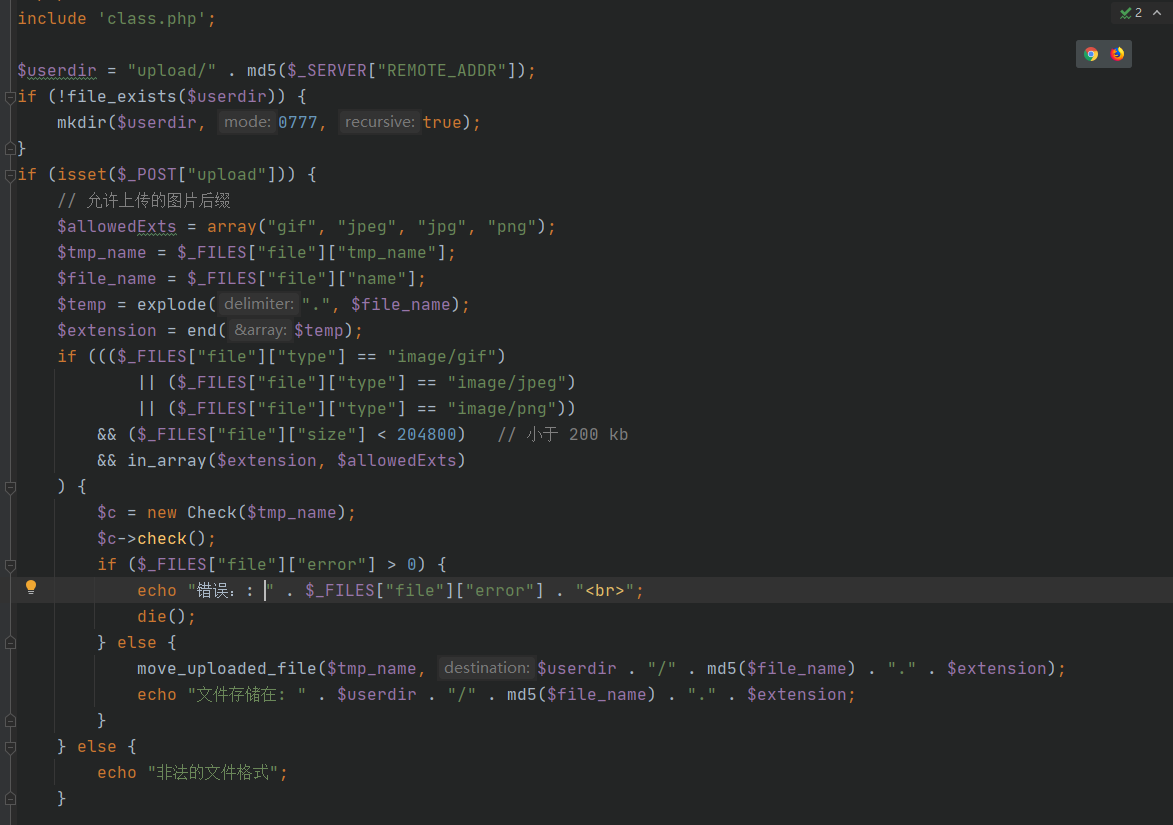 include 'class.php';
2
$userdir = "upload/" . md5($_SERVER["REMOTE_ADDR"]);
if (!file_exists($userdir)) {
    mkdir($userdir, mode: 0777, recursive: true);
}
if (isset($_POST["upload"])) {
    // 允许上传的图片后缀
    $allowedExts = array("gif", "jpeg", "jpg", "png");
    $tmp_name = $_FILES["file"]["tmp_name"];
    $file_name = $_FILES["file"]["name"];
    $temp = explode( delimiter: ".", $file_name);
    $extension = end( &array: $temp);
    if ((($_FILES["file"]["type"] == "image/gif")
            || ($_FILES["file"]["type"] == "image/jpeg")
            || ($_FILES["file"]["type"] == "image/png"))
        && ($_FILES["file"]["size"] < 204800)   // 小于 200 kb
        && in_array($extension, $allowedExts)
    ) {
        $c = new Check($tmp_name);
        $c->check();
        if ($_FILES["file"]["error"] > 0) {
            echo "错误：: " . $_FILES["file"]["error"] . "<br>";
            die();
        } else {
            move_uploaded_file($tmp_name, destination: $userdir . "/" . md5($file_name) . "." . $extension);
            echo "文件存储在: " . $userdir . "/" . md5($file_name) . "." . $extension;
        }
    } else {
        echo "非法的文件格式";
    }